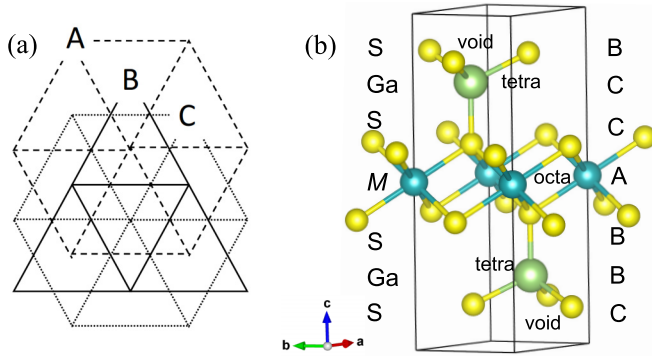 (a)
A
B
C
(b)
S void B
Ga tetra C
S C
M octa A
S B
Ga tetra B
S void C
c
b a